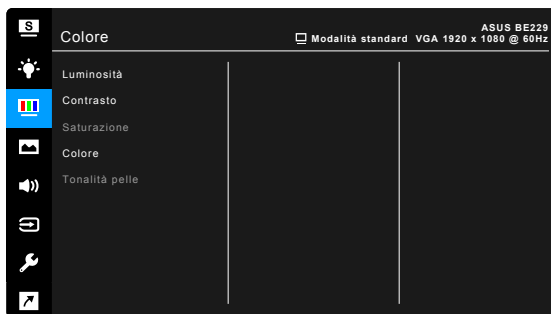 S
ASUS BE229
Colore
Modalità standard VGA 1920 x 1080 @ 60Hz
Luminosità
Contrasto
Saturazione
Colore
Tonalità pelle